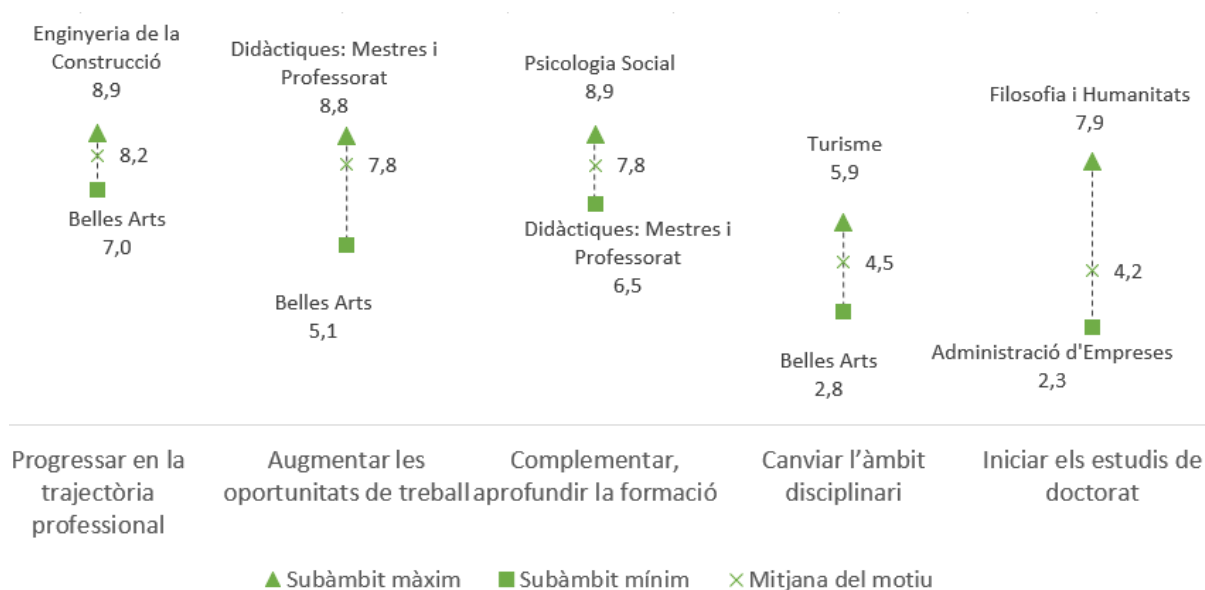 Enginyeria de la
Construcció
8,9
8,2
Belles Arts
7,0
Didàctiques: Mestres i
Professorat
8,8
7,8
Belles Arts
5,1
Psicologia Social
8,9
7,8
Didàctiques: Mestres i
Professorat
6,5
Turisme
5,9
4,5
Belles Arts
2,8
Filosofia i Humanitats
7,9
4,2
Administració d'Empreses
2,3
Progressar en la
trajectòria
professional
Augmentar les
oportunitats de treball
Complementar,
aprofundir la formació
Canviar l’àmbit
disciplinari
Iniciar els estudis de
doctorat
Subàmbit màxim
Subàmbit mínim
Mitjana del motiu